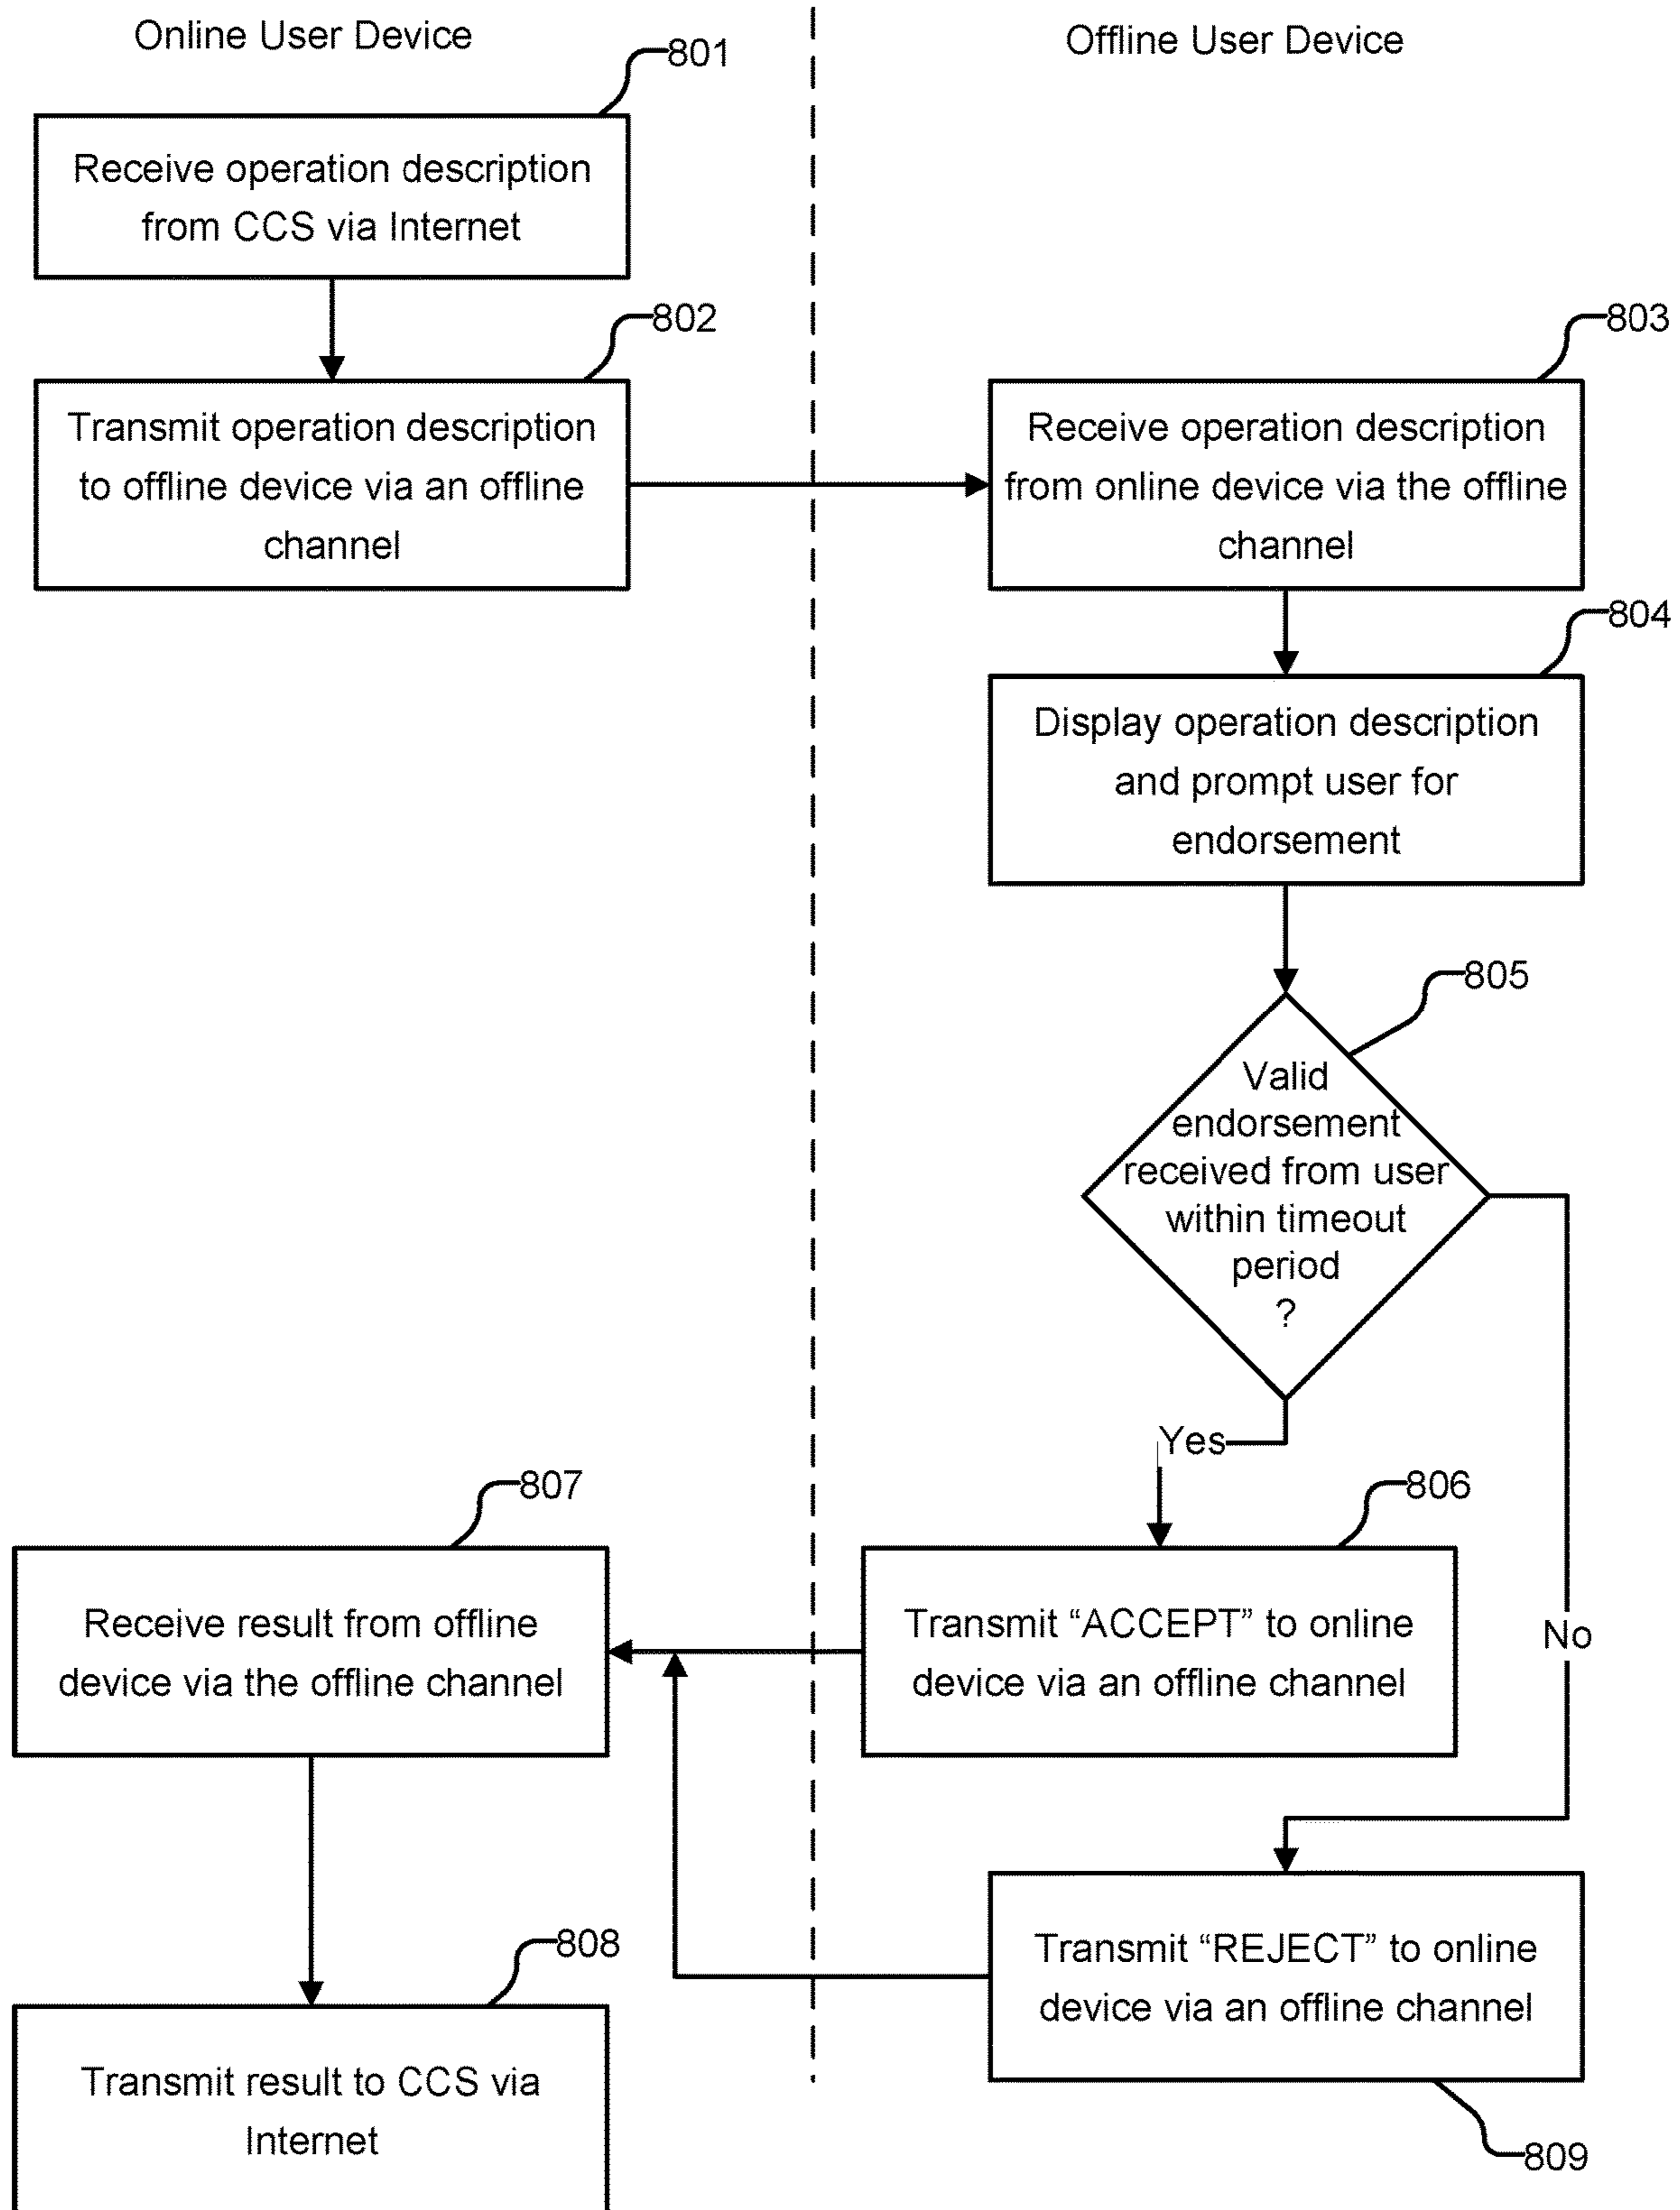 Online User Device
Offline User Device
801
Receive operation description
from CCS via Internet
802
Transmit operation description
to offline device via an offline
channel
803
Receive operation description
from online device via the offline
channel
804
Display operation description
and prompt user for
endorsement
805
Valid
endorsement
received from user
within timeout
period
?
Yes
No
806
Transmit “ACCEPT” to online
device via an offline channel
807
Receive result from offline
device via the offline channel
808
Transmit result to CCS via
Internet
Transmit “REJECT” to online
device via an offline channel
809